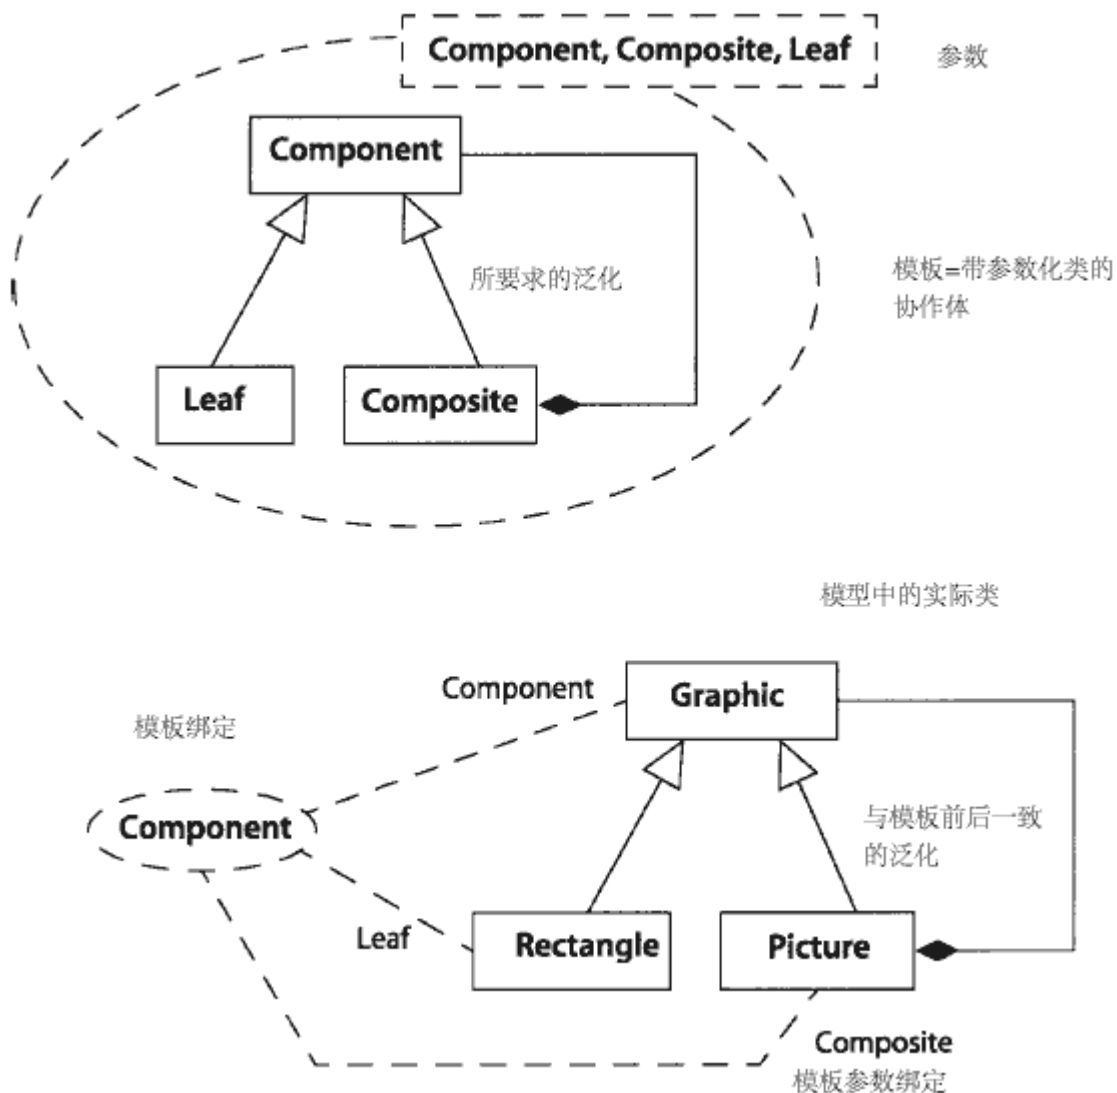 Component, Composite, Leaf
参数
Component
所要求的泛化
模板=带参数化类的
协作体
Leaf
Composite
模型中的实际类
Component
Graphic
模板绑定
Component
与模板前后一致
的泛化
Leaf
Rectangle
Picture
Composite
模板参数绑定